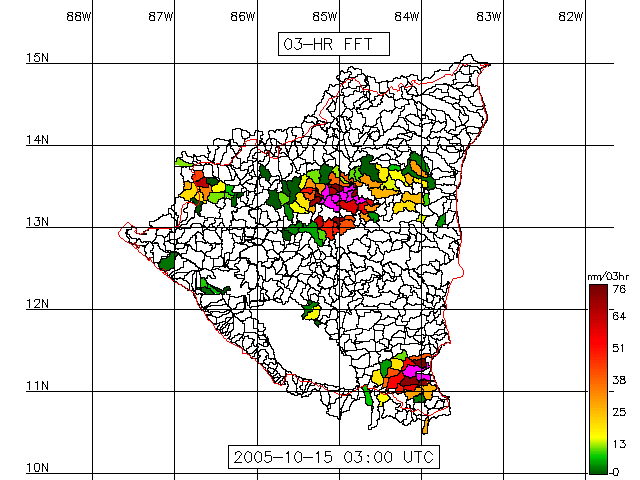 88W 87W 86W 85W 84W 83W 82W
03-HR FFT
15N
14N
13N
12N
11N
10N
mm/03hr
76
64
51
38
25
13
0
2005-10-15 03:00 UTC